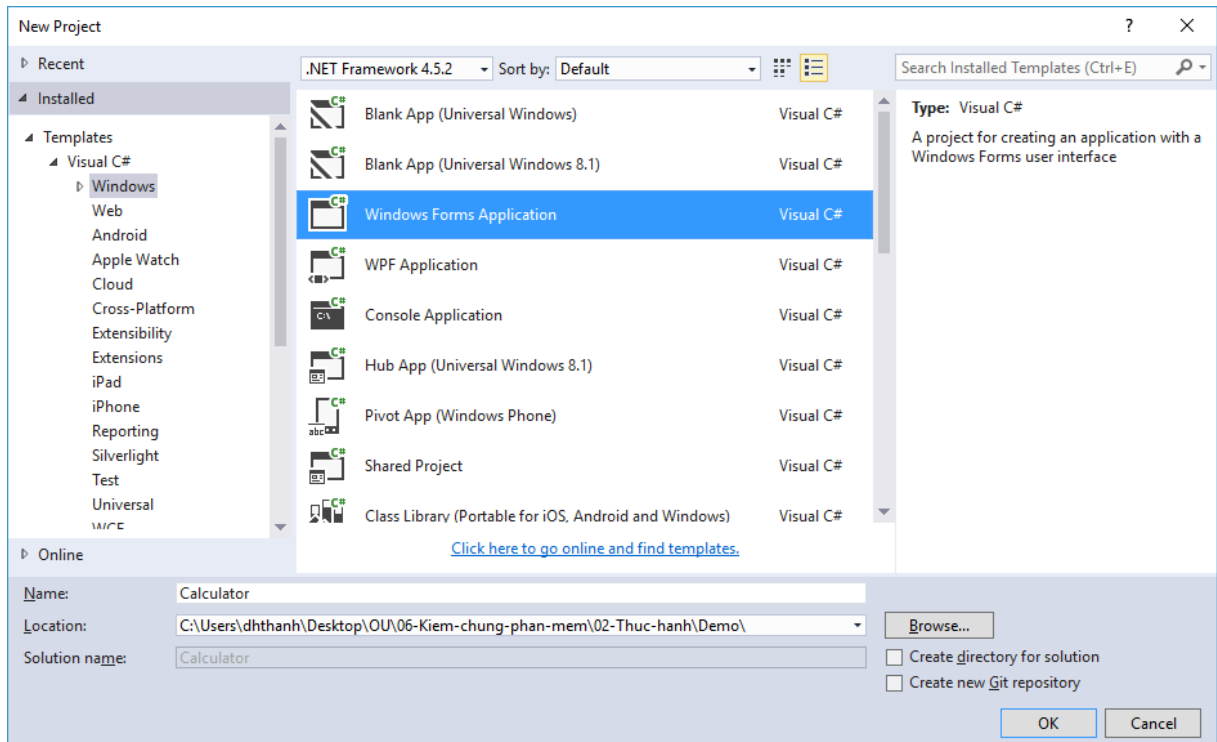 New Project
?
Recent
.NET Framework 4.5.2
Sort by:
Default
Search Installed Templates (Ctrl+E)
Installed
Templates
Visual C#
Windows
Web
Android
Apple Watch
Cloud
Cross-Platform
Extensibility
Extensions
iPad
iPhone
Reporting
Silverlight
Test
Universal
WCF
Online
C# Blank App (Universal Windows) Visual C#
C# Blank App (Universal Windows 8.1) Visual C#
C# Windows Forms Application Visual C#
C# WPF Application Visual C#
C# C:\ Console Application Visual C#
C# Hub App (Universal Windows 8.1) Visual C#
C# abc Pivot App (Windows Phone) Visual C#
C# Shared Project Visual C#
C# Class Library (Portable for iOS, Android and Windows) Visual C#
Click here to go online and find templates.
Type: Visual C#
A project for creating an application with a
Windows Forms user interface
Name: Calculator
Location: C:\Users\dhthanh\Desktop\OU\06-Kiem-chung-phan-mem\02-Thuc-hanh\Demo\
Browse...
Solution name: Calculator
Create directory for solution
Create new Git repository
OK
Cancel